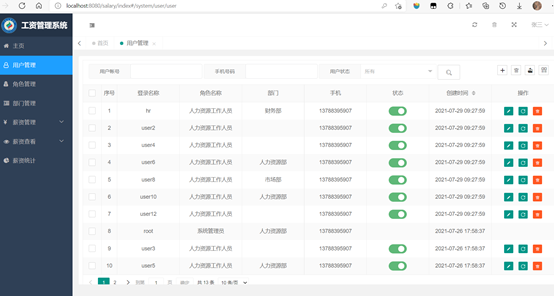 localhost:8080/salary/index#/system/user/user
工资管理系统
张三
主页
用户管理
角色管理
部门管理
薪资管理
薪资查看
薪资统计
首页 用户管理
用户账号 手机号码 用户状态 所有
序号 登录名称 角色名称 部门 手机 状态 创建时间 操作
1 hr 人力资源工作人员 财务部 13788395907 2021-07-29 09:27:59
2 user2 人力资源工作人员 13788395907 2021-07-29 09:27:59
3 user4 人力资源工作人员 13788395907 2021-07-29 09:27:59
4 user6 人力资源工作人员 人力资源部 13788395907 2021-07-29 09:27:59
5 user8 人力资源工作人员 市场部 13788395907 2021-07-29 09:27:59
6 user10 人力资源工作人员 人力资源部 13788395907 2021-07-29 09:27:59
7 user12 人力资源工作人员 13788395907 2021-07-29 09:27:59
8 root 系统管理员 人力资源部 13788395907 2021-07-26 17:58:37
9 user3 人力资源工作人员 13788395907 2021-07-26 17:58:37
10 user5 人力资源工作人员 人力资源部 13788395907 2021-07-26 17:58:37
1 2 到第 1 页 确定 共 13 条 10 条/页